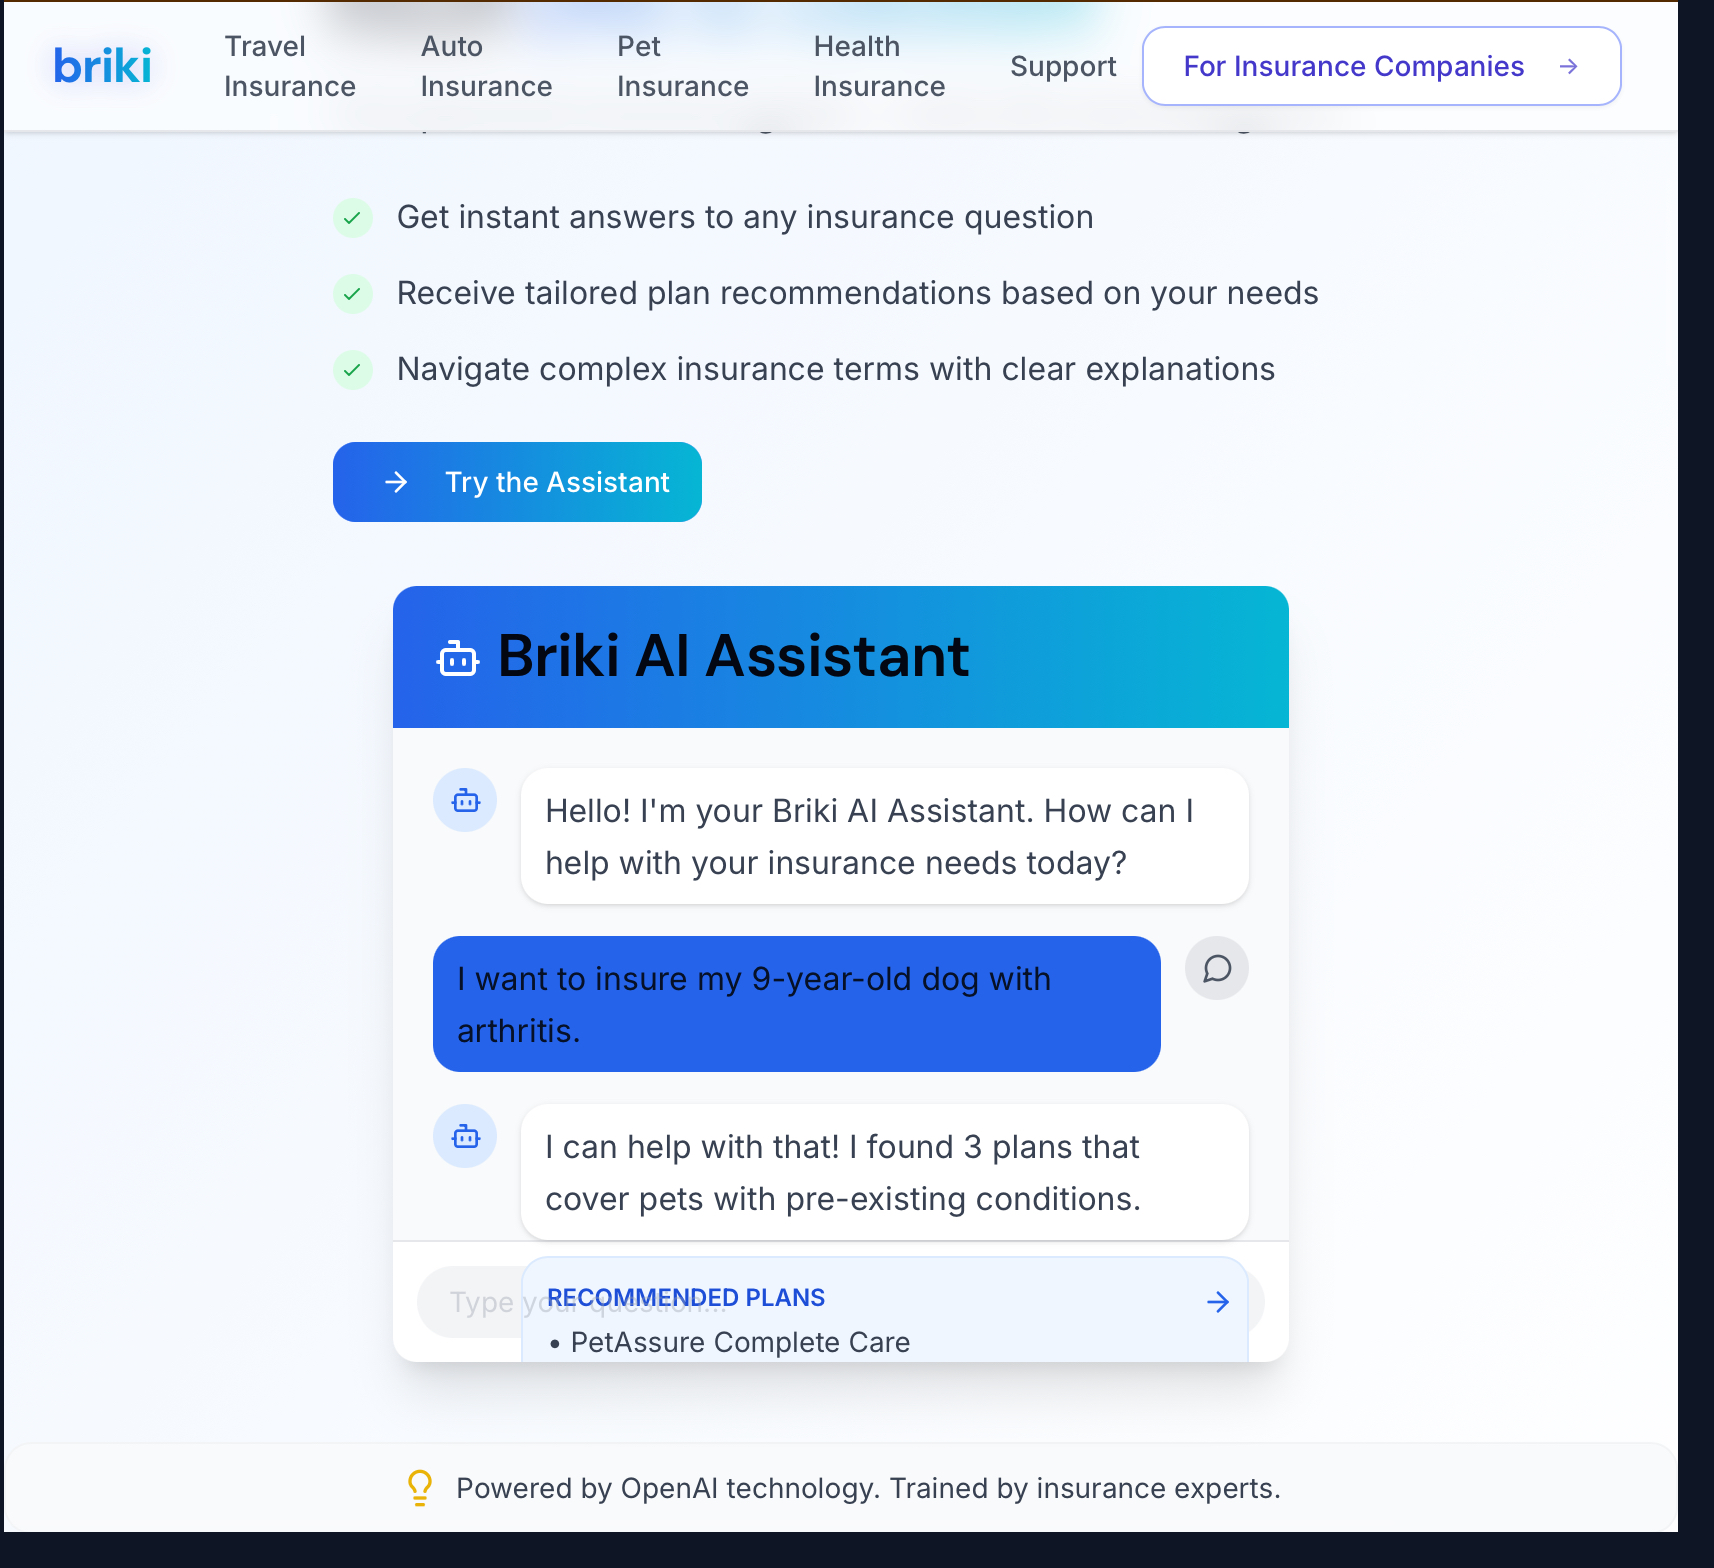 briki
Travel
Insurance
Auto
Insurance
Pet
Insurance
Health
Insurance
Support
For Insurance Companies
Get instant answers to any insurance question
Receive tailored plan recommendations based on your needs
Navigate complex insurance terms with clear explanations
Try the Assistant
Briki AI Assistant
Hello! I'm your Briki AI Assistant. How can I
help with your insurance needs today?
I want to insure my 9-year-old dog with
arthritis.
I can help with that! I found 3 plans that
cover pets with pre-existing conditions.
Type your question...
RECOMMENDED PLANS
• PetAssure Complete Care
Powered by OpenAI technology. Trained by insurance experts.